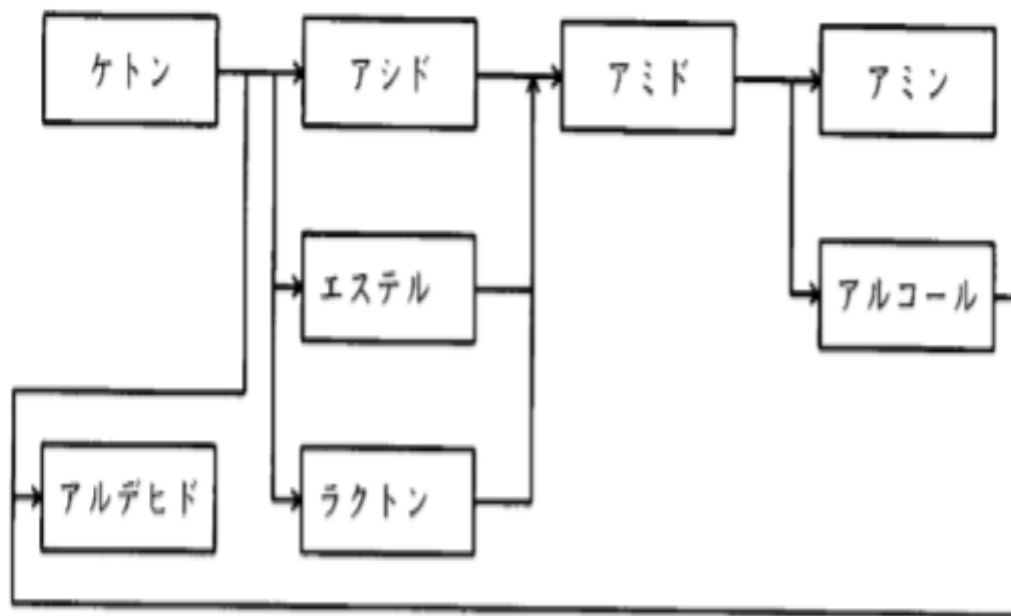 ケトン
アシド
アミド
アミン
エステル
アルコール
アルデヒド
ラクトン